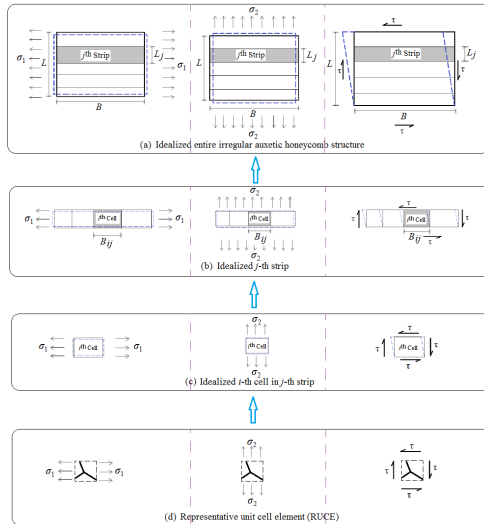 σ1 L jth Strip Lj σ1
B
σ2
L jth Strip Lj
B
σ2
τ
L jth Strip Lj τ τ
B
τ
(a) Idealized entire irregular auxetic honeycomb structure
σ1 ith Cell σ1
Bij
σ2
ith Cell
Bij
σ2
τ
τ ith Cell τ
Bij τ
(b) Idealized j-th strip
σ1 ith Cell σ1
σ2
ith Cell
σ2
τ
τ ith Cell τ
τ
(c) Idealized i-th cell in j-th strip
σ1 σ1
σ2
σ2
τ
τ τ
τ
(d) Representative unit cell element (RUCE)